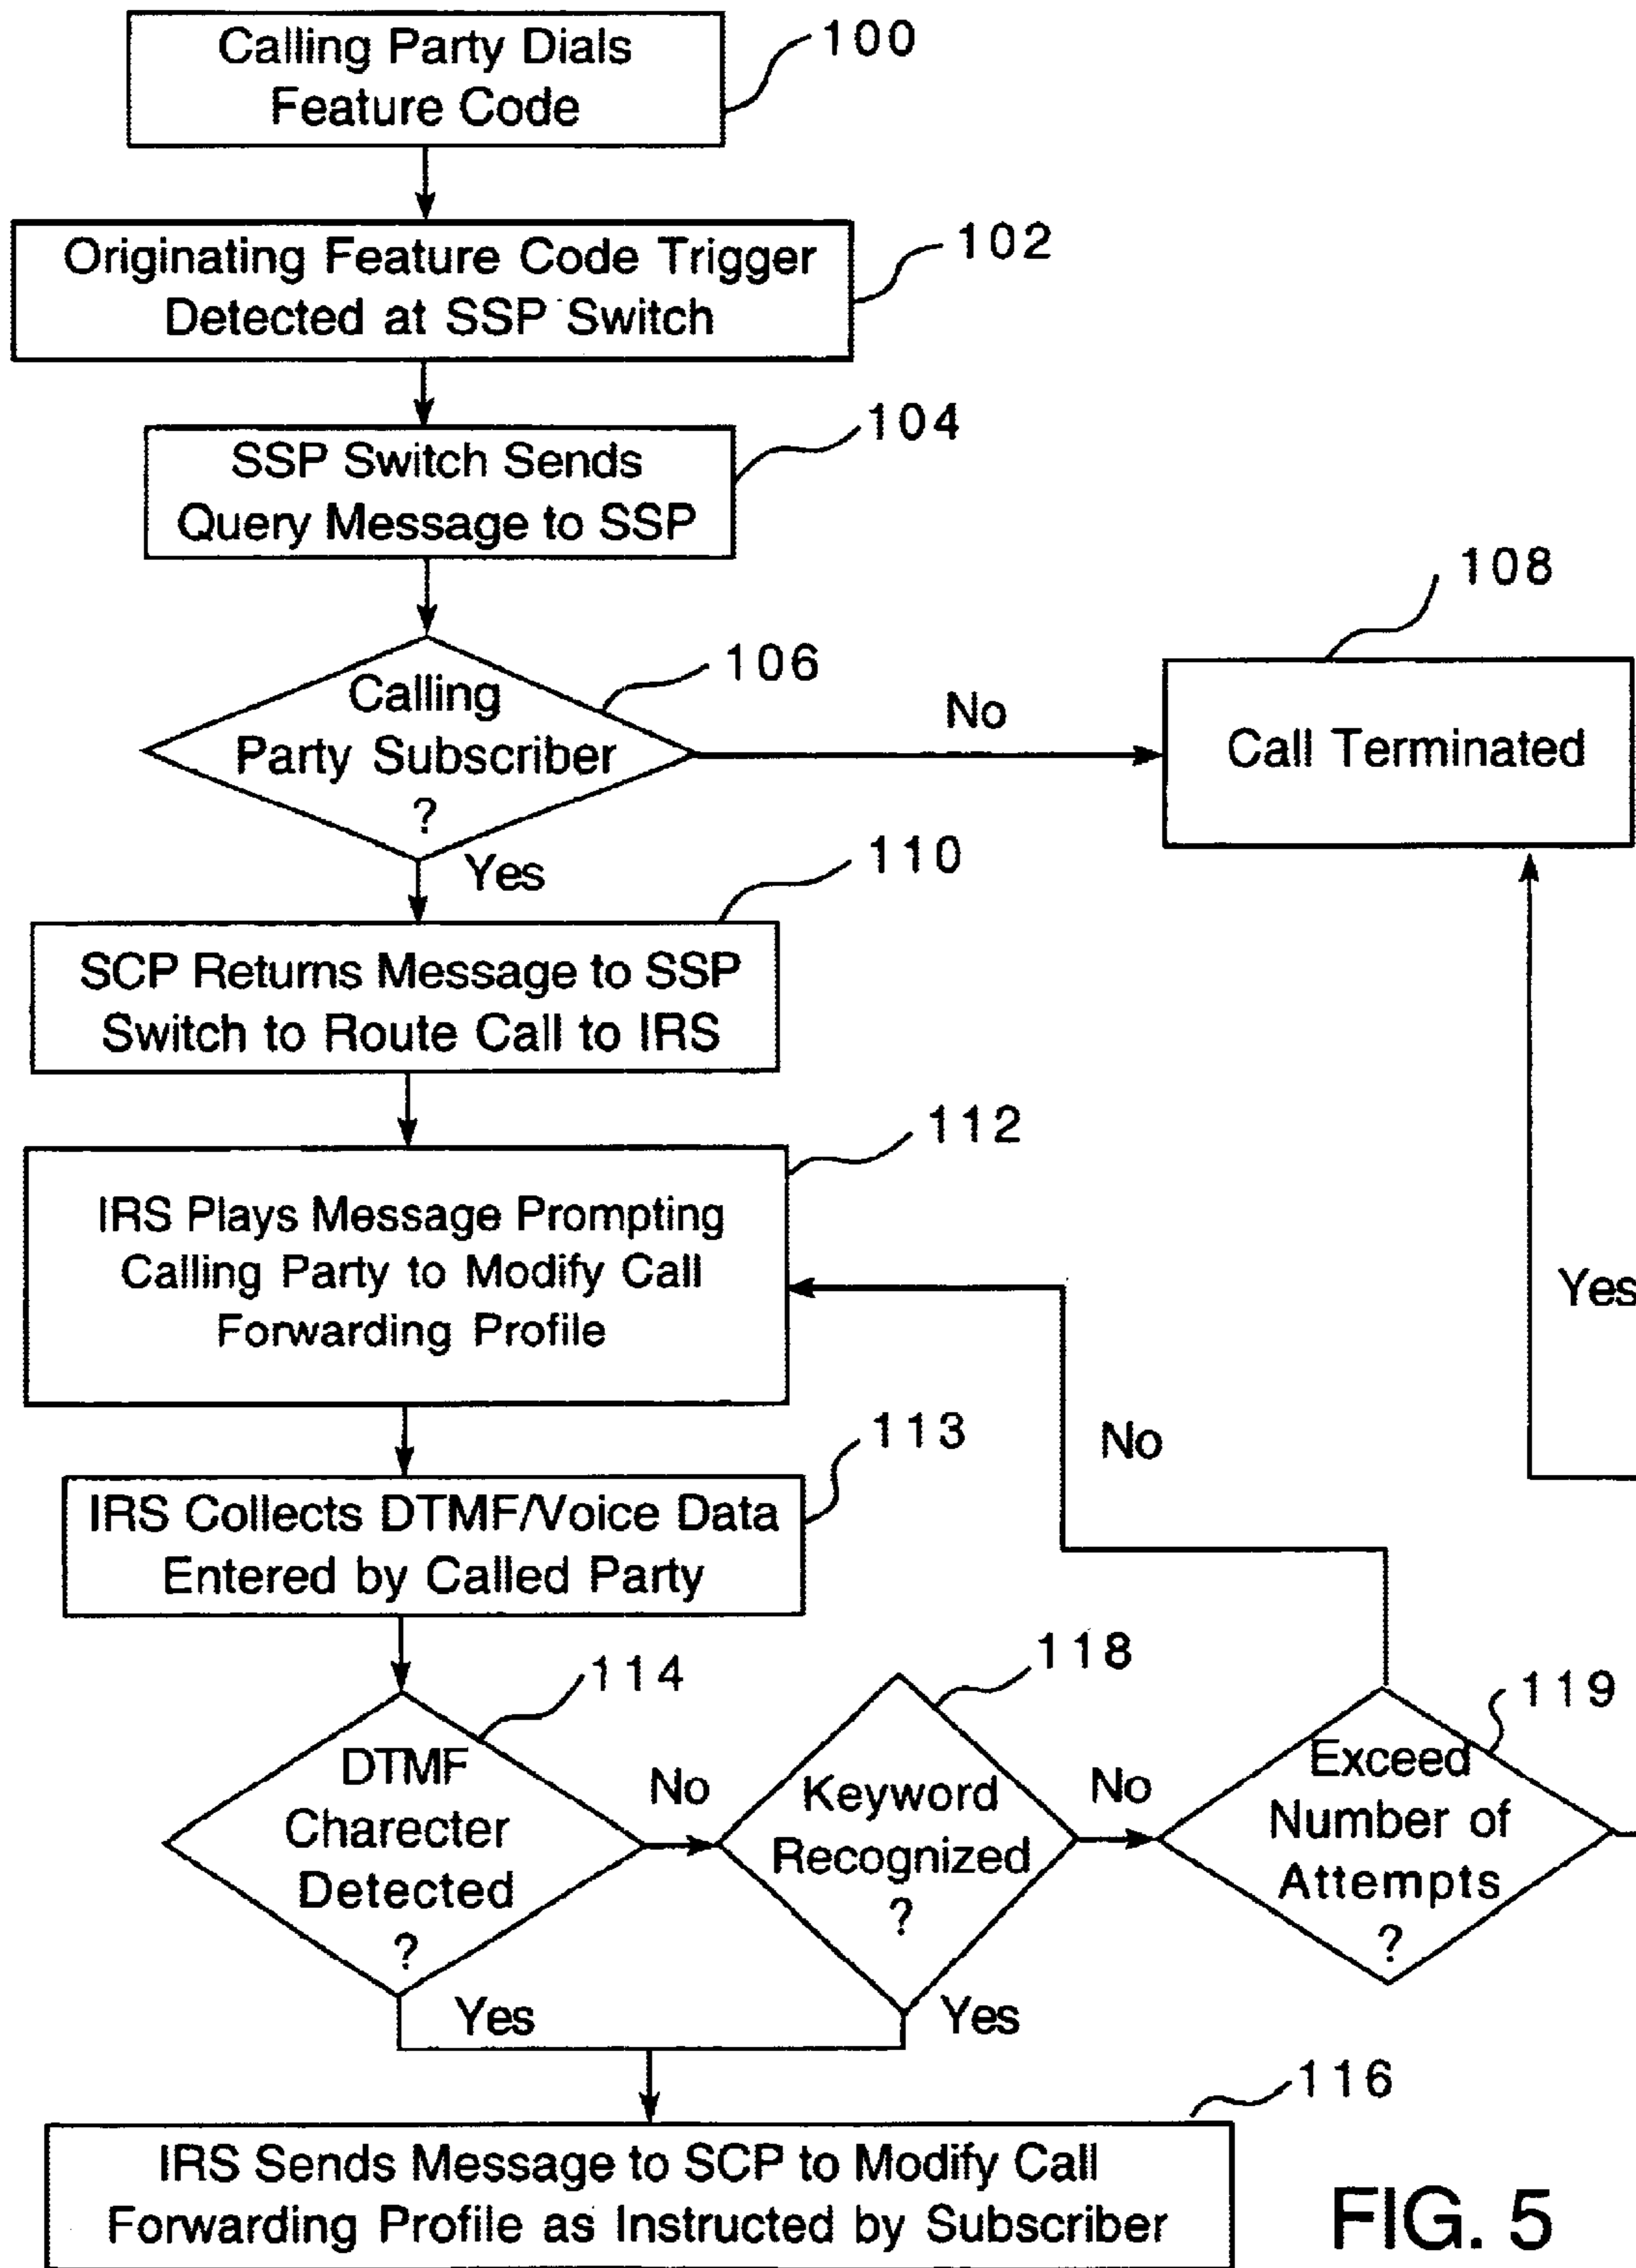 Calling Party Dials
Feature Code
100
Originating Feature Code Trigger
Detected at SSP Switch
102
SSP Switch Sends
Query Message to SSP
104
Calling
Party Subscriber
?
106
No
108
Call Terminated
Yes
110
SCP Returns Message to SSP
Switch to Route Call to IRS
112
IRS Plays Message Prompting
Calling Party to Modify Call
Forwarding Profile
Yes
No
113
IRS Collects DTMF/Voice Data
Entered by Called Party
114
DTMF
Charecter
Detected
?
No
118
Keyword
Recognized
?
No
119
Exceed
Number of
Attempts
?
Yes
Yes
116
IRS Sends Message to SCP to Modify Call
Forwarding Profile as Instructed by Subscriber
FIG. 5